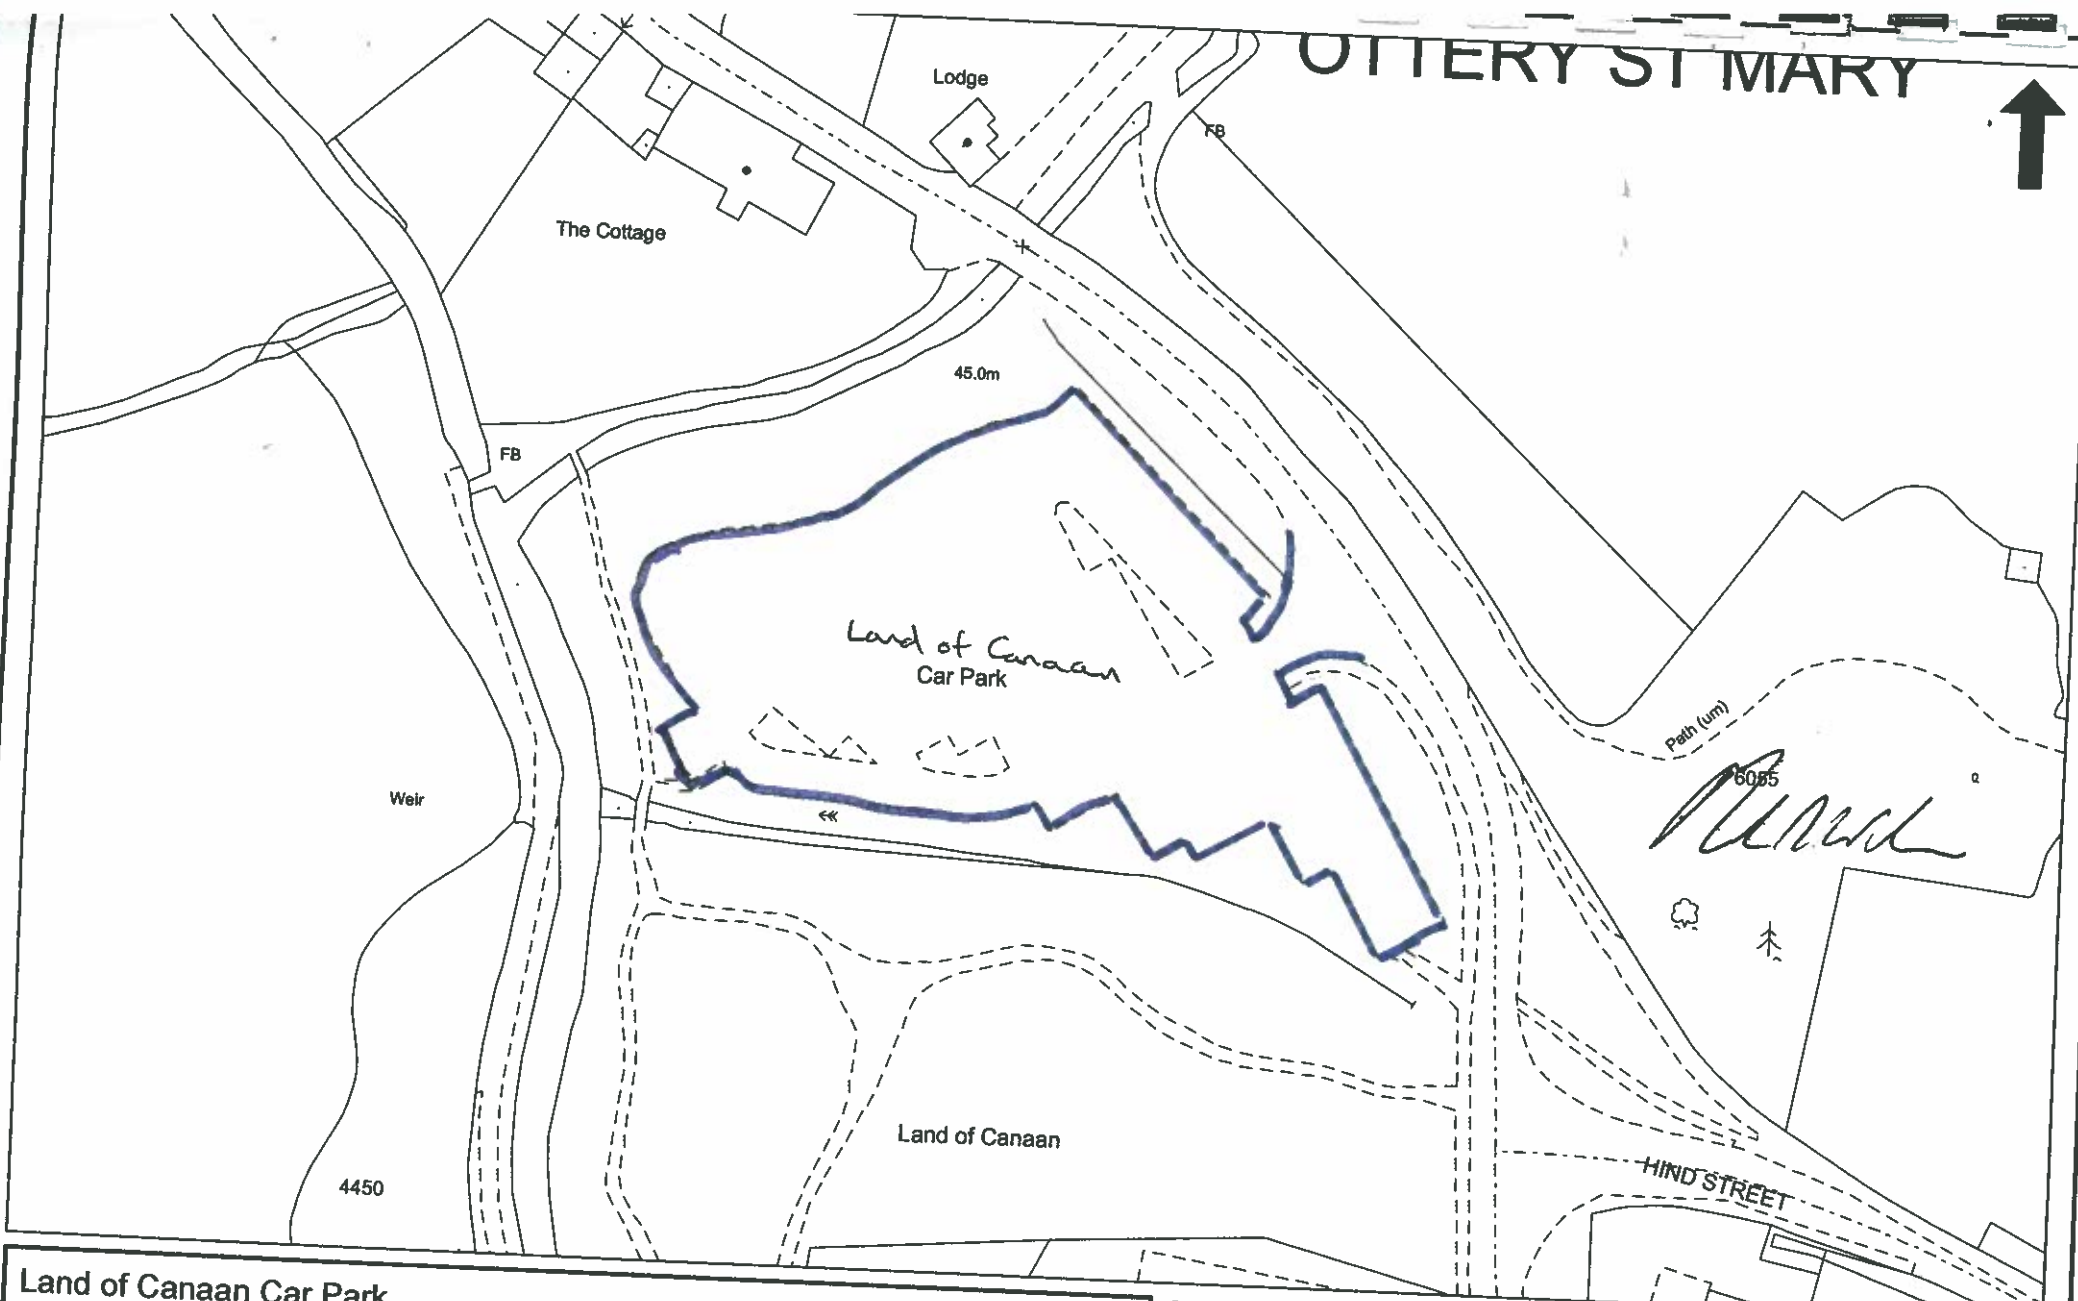 OTTERY ST MARY
Lodge
FB
The Cottage
45.0m
FB
Land of Canaan
Car Park
Path (um)
6055
Weir
Land of Canaan
4450
HIND STREET
Land of Canaan Car Park